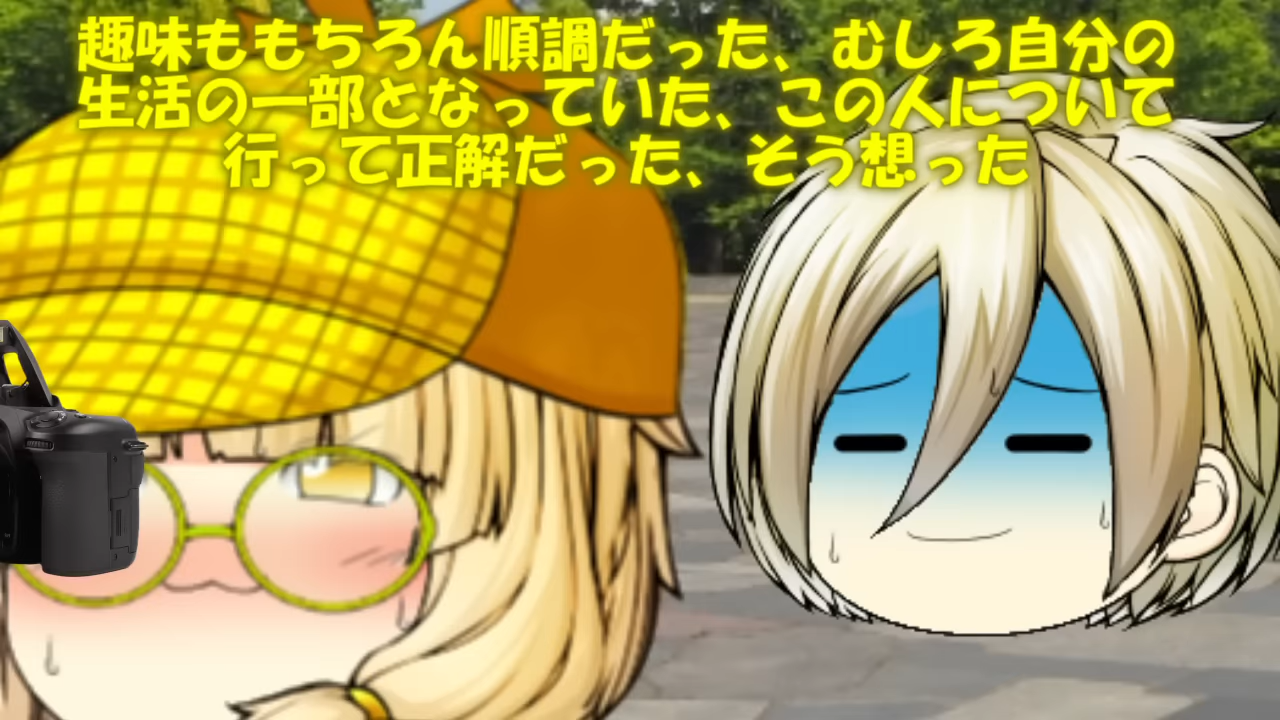 趣味ももちろん順調だった、むしろ自分の
生活の一部となっていた、この人について
行って正解だった、そう想った